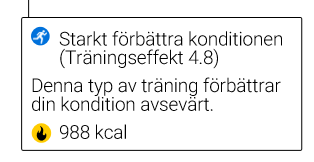 Starkt förbättra konditionen
(Träningseffekt 4.8)
Denna typ av träning förbättrar
din kondition avsevärt.
988 kcal